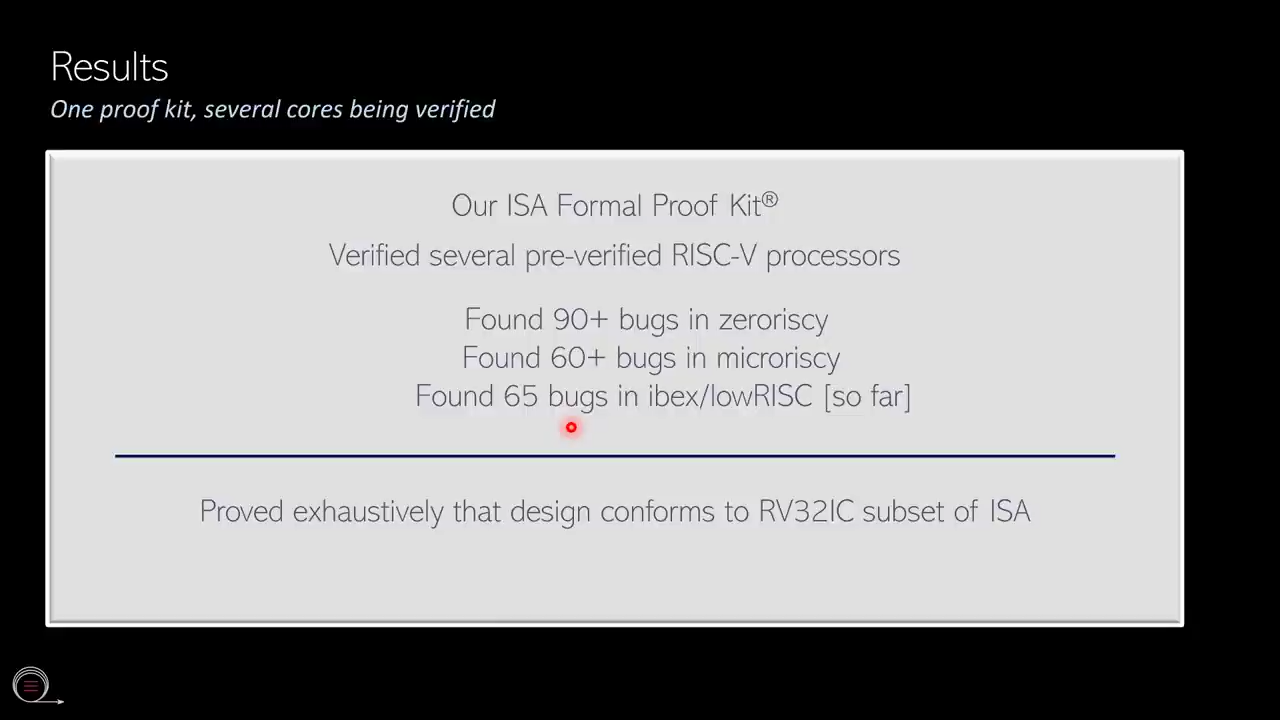 Results
One proof kit, several cores being verified
Our ISA Formal Proof Kit®
Verified several pre-verified RISC-V processors
Found 90+ bugs in zeroriscy
Found 60+ bugs in microriscy
Found 65 bugs in ibex/lowRISC [so far]
Proved exhaustively that design conforms to RV32IC subset of ISA